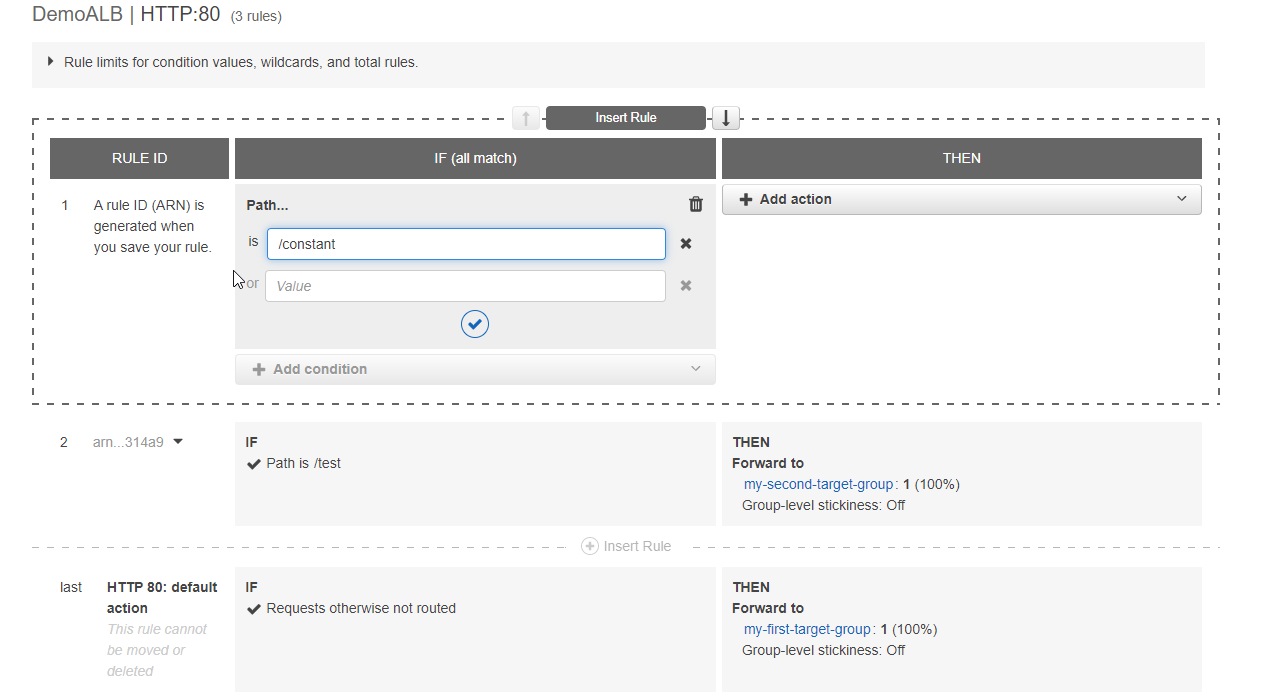 DemoALB | HTTP:80 (3 rules)
Rule limits for condition values, wildcards, and total rules.
Insert Rule
RULE ID
IF (all match)
THEN
1
A rule ID (ARN) is
generated when
you save your rule.
Path...
is
/constant
or
Value
Add condition
Add action
2
arn...314a9
IF
Path is /test
THEN
Forward to
my-second-target-group: 1 (100%)
Group-level stickiness: Off
Insert Rule
last
HTTP 80: default
action
This rule cannot
be moved or
deleted
IF
Requests otherwise not routed
THEN
Forward to
my-first-target-group: 1 (100%)
Group-level stickiness: Off